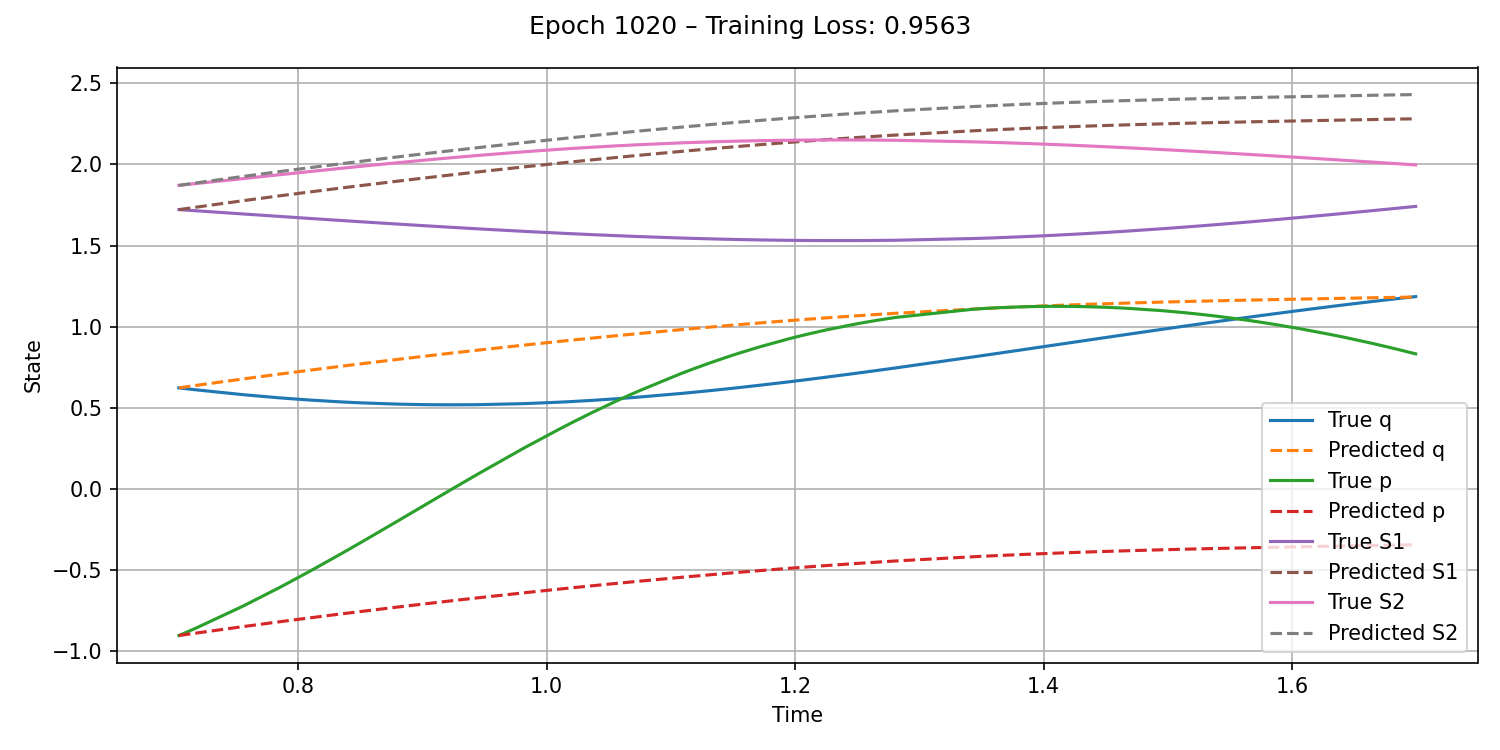 Epoch 1020 – Training Loss: 0.9563
2.5
2.0
1.5
1.0
0.5
0.0
−0.5
−1.0
State
0.8
1.0
1.2
1.4
1.6
Time
True q
Predicted q
True p
Predicted p
True S1
Predicted S1
True S2
Predicted S2